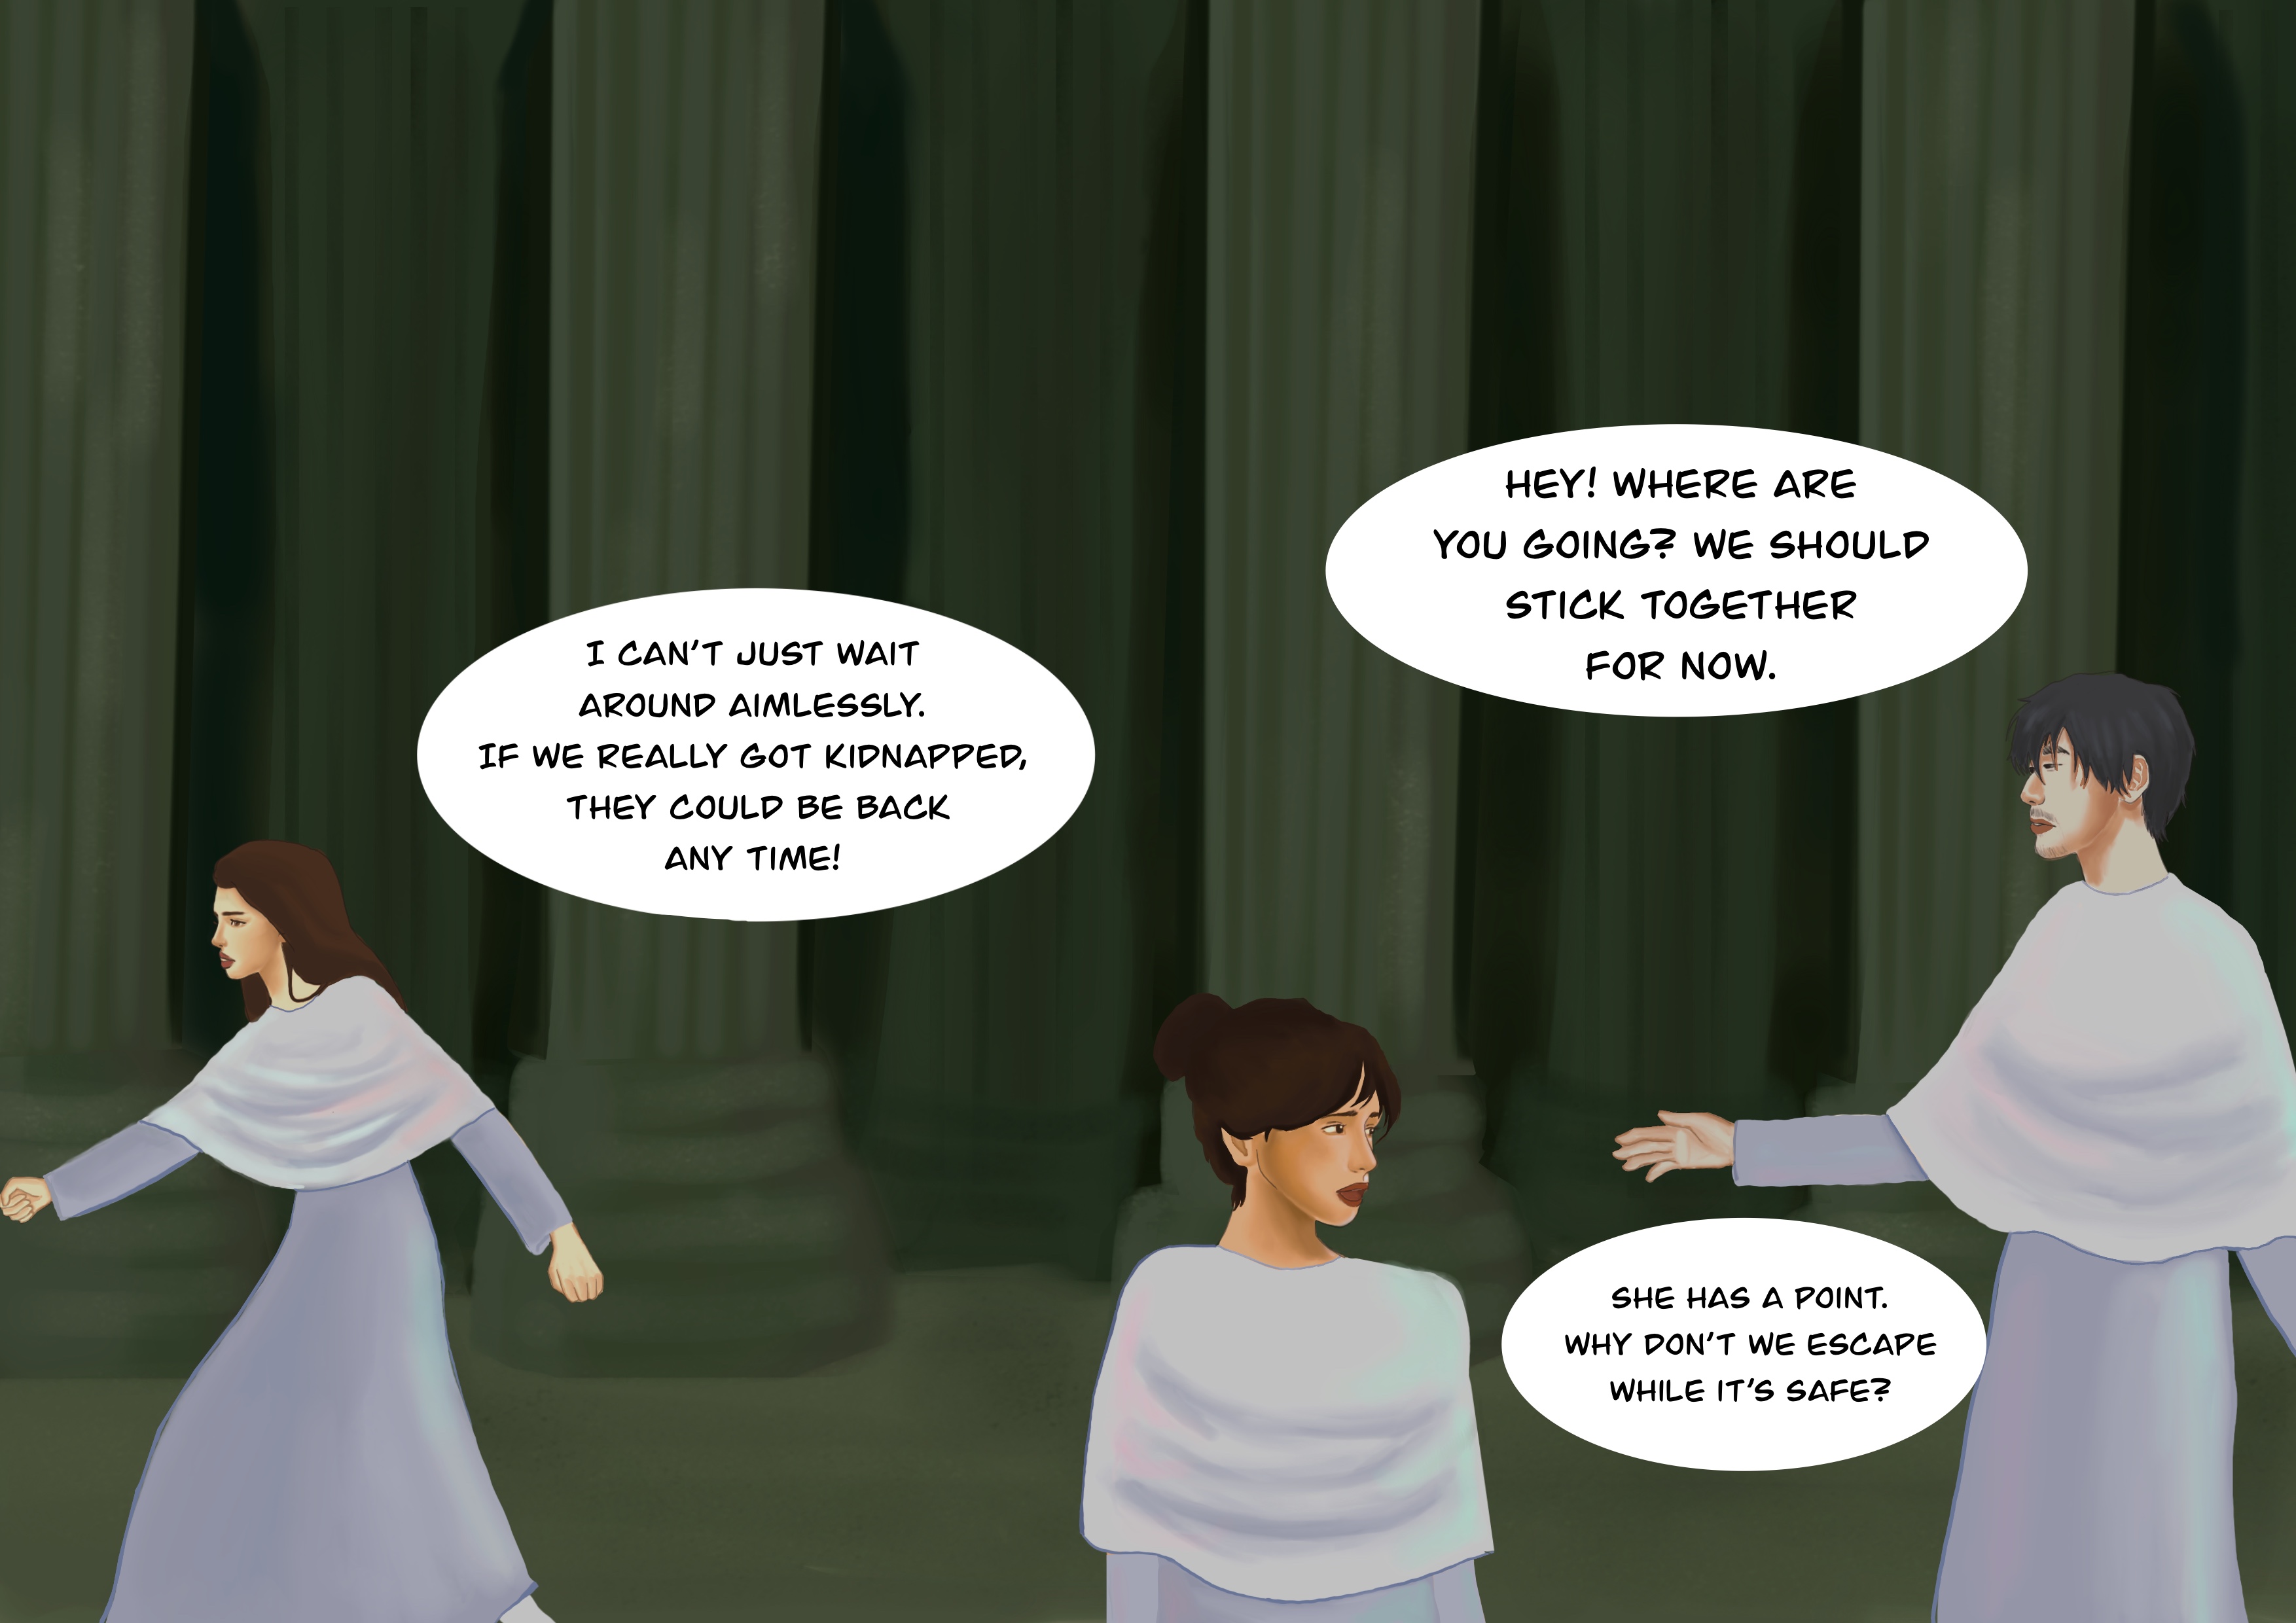 HEY! WHERE ARE
YOU GOING? WE SHOULD
STICK TOGETHER
FOR NOW.
I CAN'T JUST WAIT
AROUND AIMLESSLY.
IF WE REALLY GOT KIDNAPPED,
THEY COULD BE BACK
ANY TIME!
SHE HAS A POINT.
WHY DON'T WE ESCAPE
WHILE IT'S SAFE?